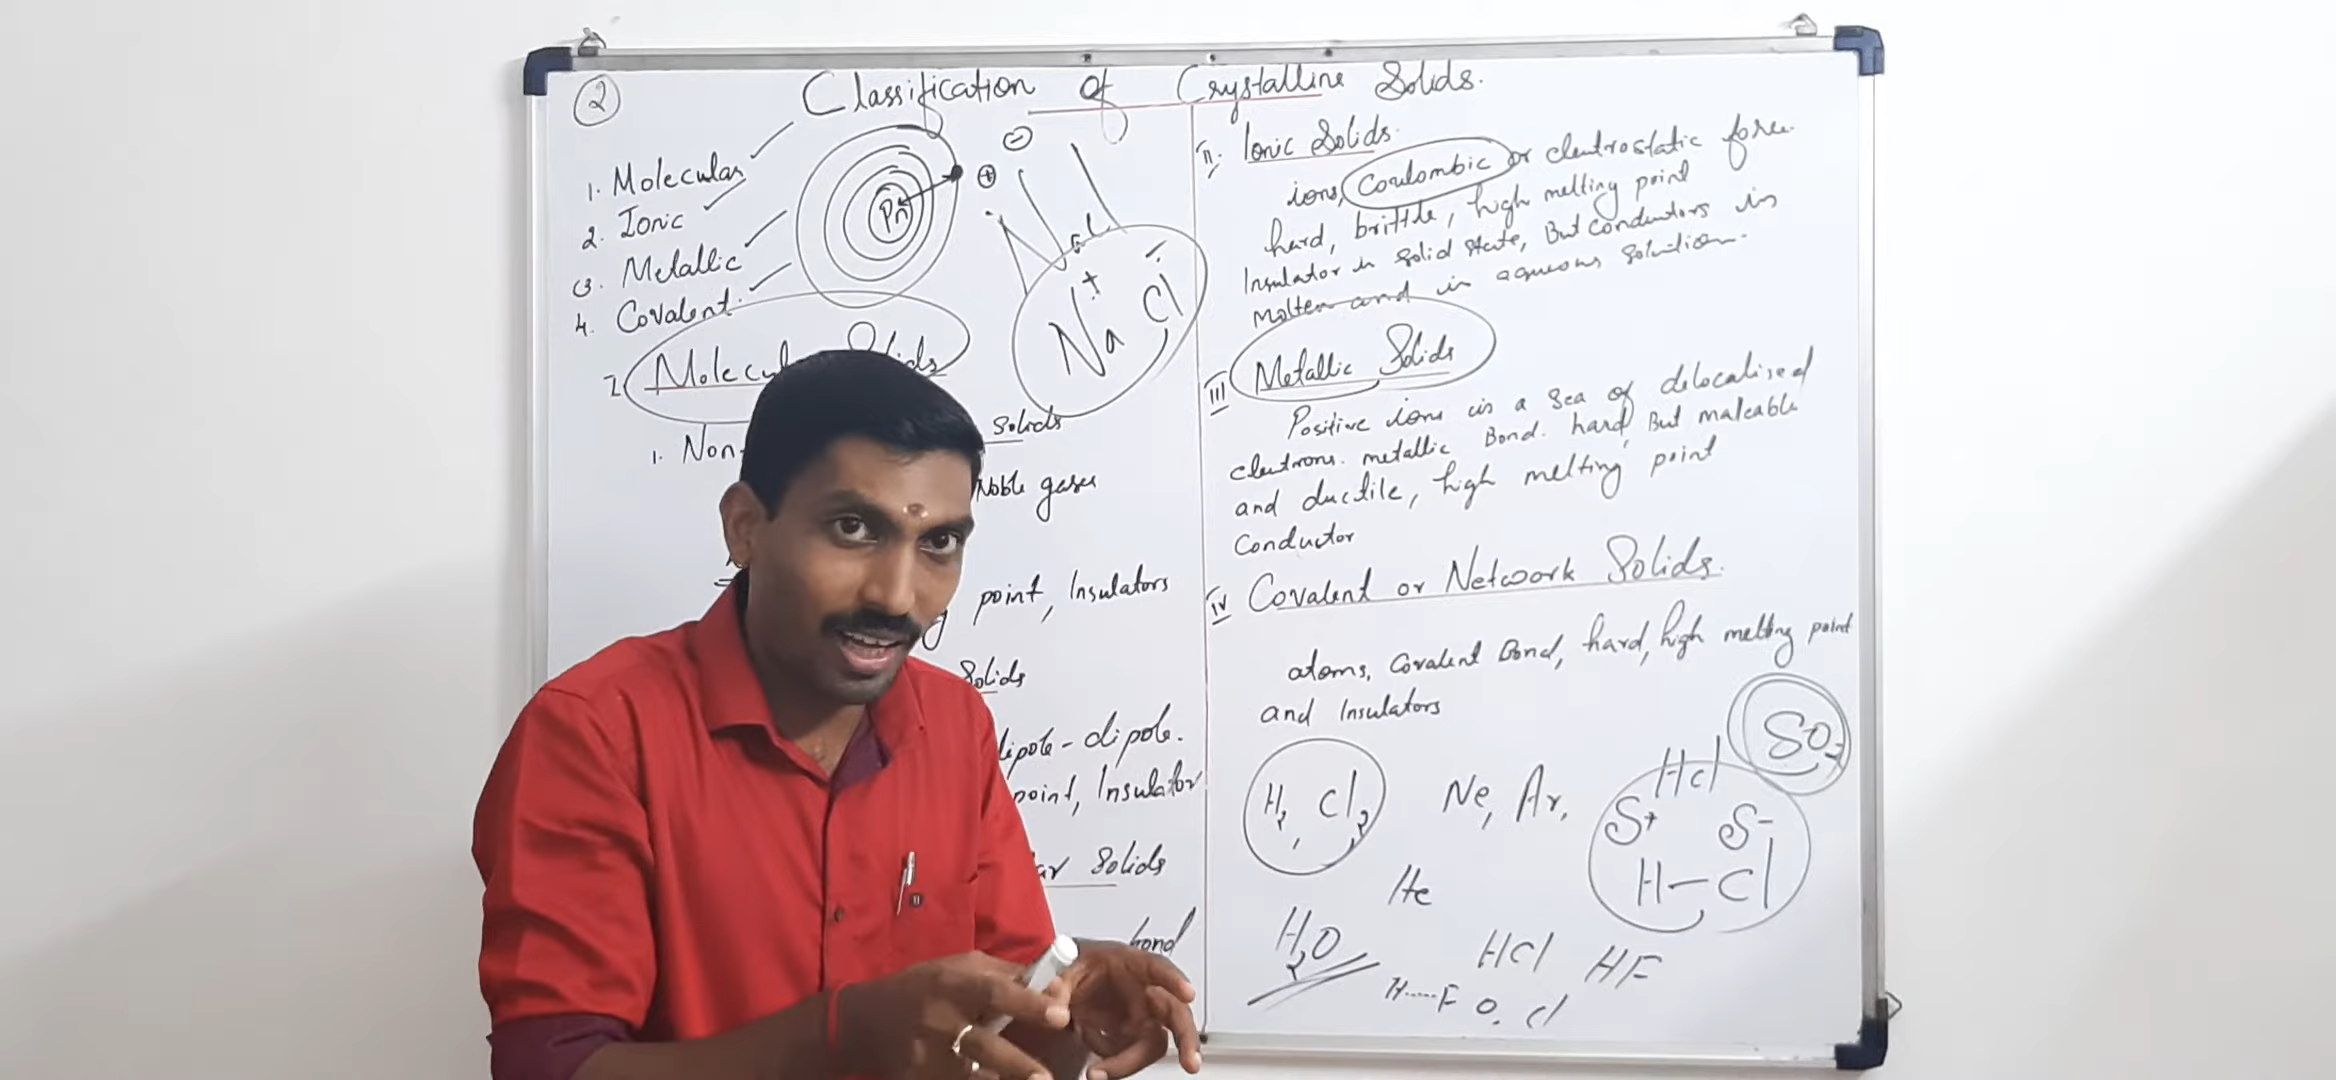 2
Classification of Crystalline Solids.
1. Molecular
2. Ionic
3. Metallic
4. Covalent
Pn
+
-
NaCl
Na+ Cl-
I
1. Non-
solids
Noble gases
point, Insulators
Solids
dipole-dipole.
point, Insulator
ar Solids
bond
II. Ionic Solids.
ions, Coulombic or electrostatic force.
hard, brittle, high melting point
Insulator in solid state, But conductors in
molten and in aqueous solution.
III Metallic Solids
Positive ions in a sea of delocalised
electrons. metallic Bond. hard, But maleable
and ductile, high melting point
Conductor
IV Covalent or Network Solids.
atoms, Covalent Bond, hard, high melting point
and Insulators
H2, Cl2
Ne, Ar,
HCl
SO2
S+ S-
H-Cl
He
H2O
HCl HF
H-----F O, Cl